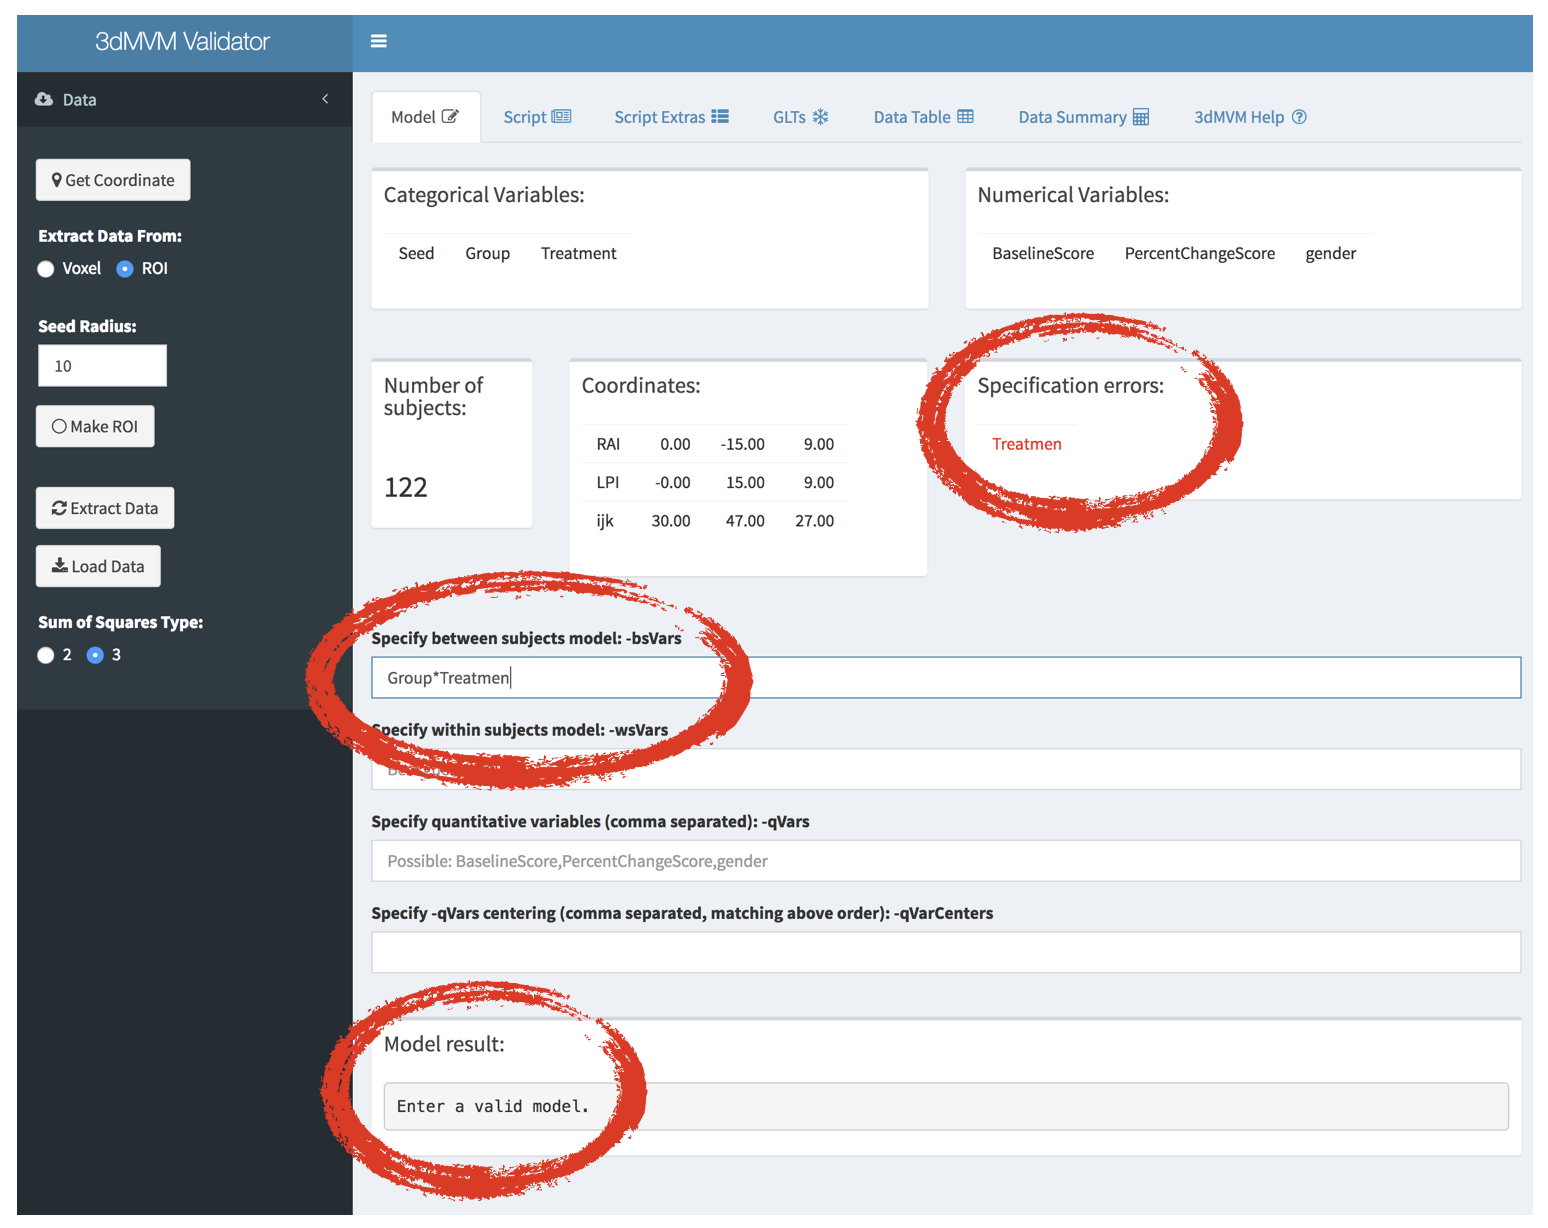 3dMVM Validator
Data
Get Coordinate
Extract Data From:
Voxel ROI
Seed Radius:
10
Make ROI
Extract Data
Load Data
Sum of Squares Type:
2 3
Model Script Script Extras GLTs Data Table Data Summary 3dMVM Help
Categorical Variables:
Seed Group Treatment
Numerical Variables:
BaselineScore PercentChangeScore gender
Number of
subjects:
122
Coordinates:
RAI 0.00 -15.00 9.00
LPI -0.00 15.00 9.00
ijk 30.00 47.00 27.00
Specification errors:
Treatmen
Specify between subjects model: -bsVars
Group*Treatmen
Specify within subjects model: -wsVars
Specify quantitative variables (comma separated): -qVars
Possible: BaselineScore,PercentChangeScore,gender
Specify -qVars centering (comma separated, matching above order): -qVarCenters
Model result:
Enter a valid model.